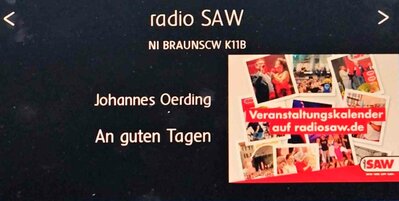 < radio SAW >
NI BRAUNSCW K11B
Johannes Oerding
An guten Tagen
Veranstaltungskalender
auf radiosaw.de
SAW